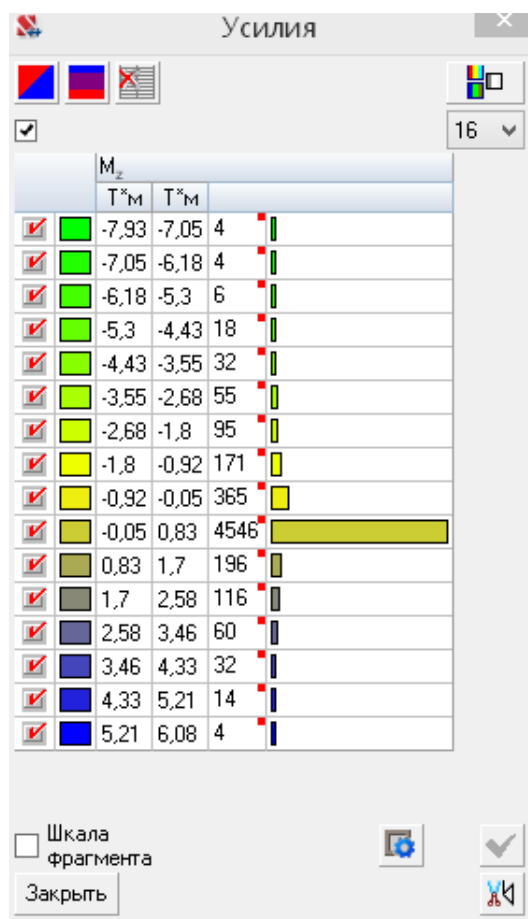 Усилия
16
Mz
Т*м Т*м
-7,93 -7,05 4
-7,05 -6,18 4
-6,18 -5,3 6
-5,3 -4,43 18
-4,43 -3,55 32
-3,55 -2,68 55
-2,68 -1,8 95
-1,8 -0,92 171
-0,92 -0,05 365
-0,05 0,83 4546
0,83 1,7 196
1,7 2,58 116
2,58 3,46 60
3,46 4,33 32
4,33 5,21 14
5,21 6,08 4
Шкала
фрагмента
Закрыть